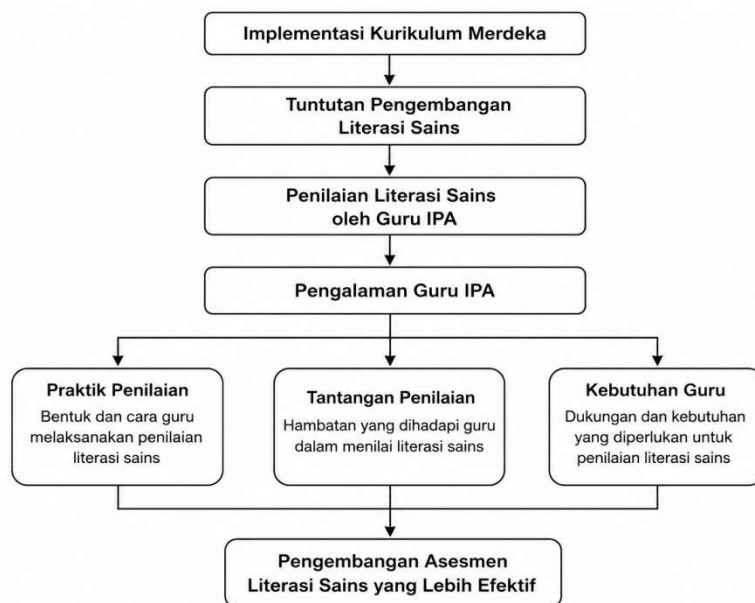 Implementasi Kurikulum Merdeka
Tuntutan Pengembangan
Literasi Sains
Penilaian Literasi Sains
oleh Guru IPA
Pengalaman Guru IPA
Praktik Penilaian
Bentuk dan cara guru
melaksanakan penilaian
literasi sains
Tantangan Penilaian
Hambatan yang dihadapi guru
dalam menilai literasi sains
Kebutuhan Guru
Dukungan dan kebutuhan
yang diperlukan untuk
penilaian literasi sains
Pengembangan Asesmen
Literasi Sains yang Lebih Efektif